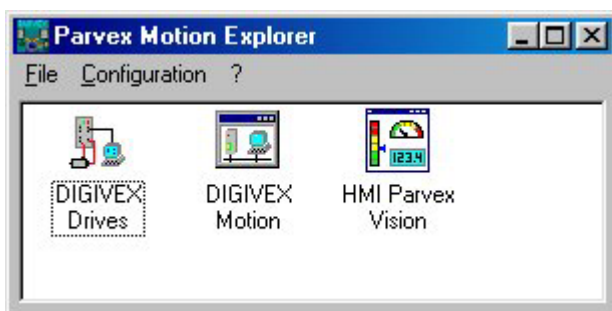 Parvex Motion Explorer
File Configuration ?
123.4
DIGIVEX
Drives
DIGIVEX
Motion
HMI Parvex
Vision